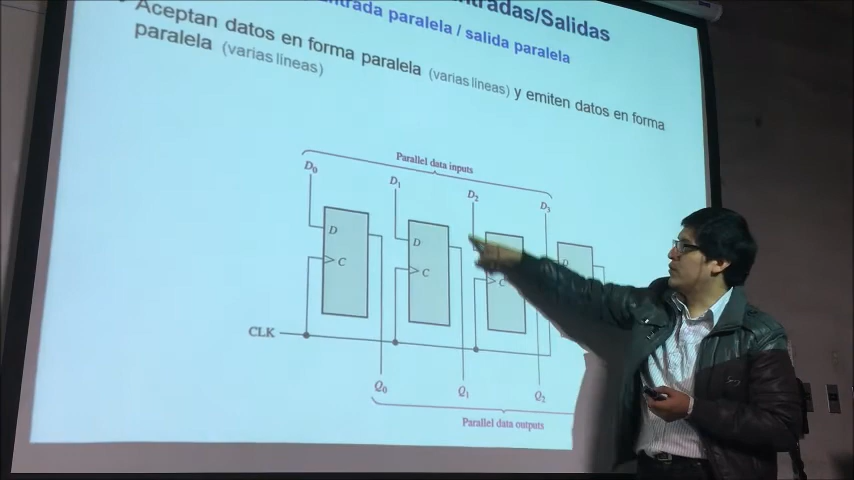 ntradas/Salidas
ntrada paralela / salida paralela
Aceptan datos en forma paralela (varias líneas) y emiten datos en forma
paralela (varias líneas)
Parallel data inputs
D0 D1 D2 D3
D D D
C C C
CLK
Q0 Q1 Q2
Parallel data outputs